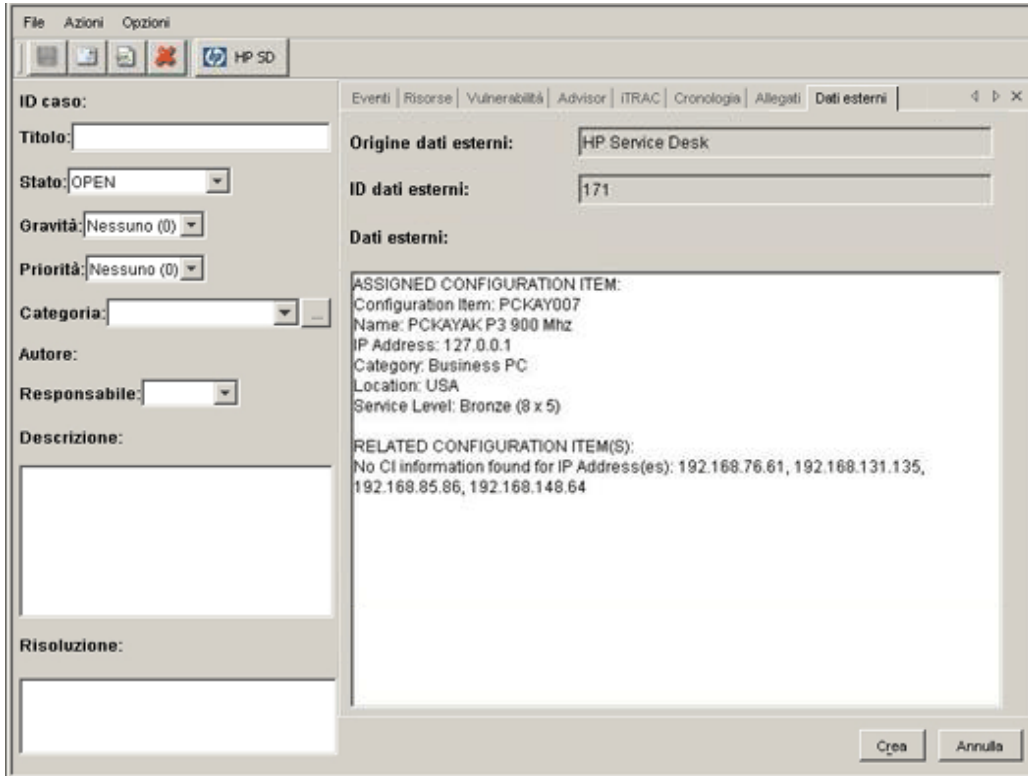 File Azioni Opzioni
HP SD
ID caso:
Titolo:
Stato: OPEN
Gravità: Nessuno (0)
Priorità: Nessuno (0)
Categoria:
...
Autore:
Responsabile:
Descrizione:
Risoluzione:
Eventi Risorse Vulnerabilità Advisor iTRAC Cronologia Allegati Dati esterni
Origine dati esterni: HP Service Desk
ID dati esterni: 171
Dati esterni:
ASSIGNED CONFIGURATION ITEM:
Configuration Item: PCKAY007
Name: PCKAYAK P3 900 Mhz
IP Address: 127.0.0.1
Category: Business PC
Location: USA
Service Level: Bronze (8 x 5)
RELATED CONFIGURATION ITEM(S):
No CI information found for IP Address(es): 192.168.76.61, 192.168.131.135,
192.168.85.86, 192.168.148.64
Crea Annulla